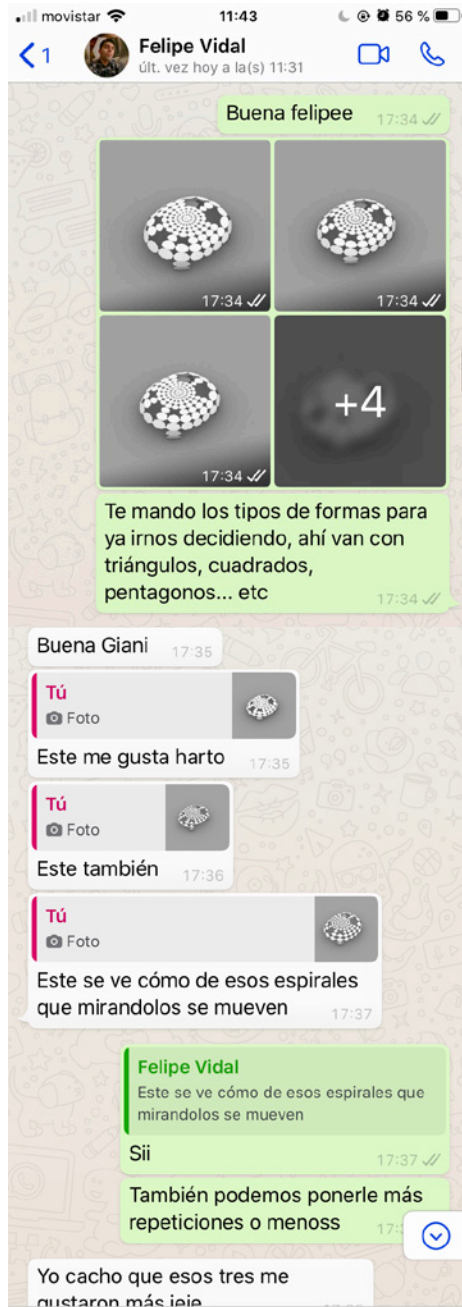 movistar 11:43 56 %
1 Felipe Vidal
últ. vez hoy a la(s) 11:31
Buena felipee 17:34
17:34 17:34
17:34 +4
Te mando los tipos de formas para
ya irnos decidiendo, ahí van con
triángulos, cuadrados,
pentagonos... etc 17:34
Buena Giani 17:35
Tú
Foto
Este me gusta harto 17:35
Tú
Foto
Este también 17:36
Tú
Foto
Este se ve cómo de esos espirales
que mirandolos se mueven 17:37
Felipe Vidal
Este se ve cómo de esos espirales que
mirandolos se mueven
Sii 17:37
También podemos ponerle más
repeticiones o menoss
Yo cacho que esos tres me
gustaron más jeje